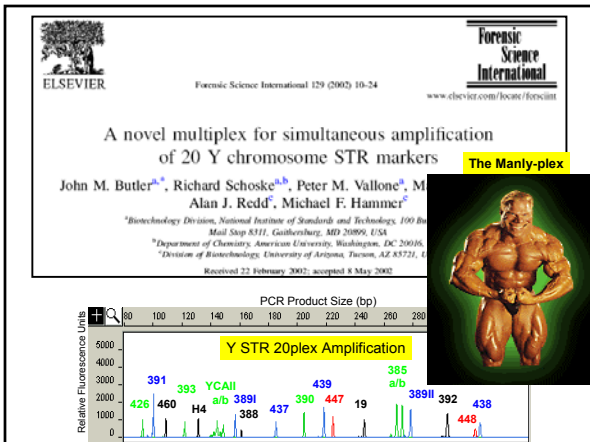 Forensic
Science
International
ELSEVIER
Forensic Science International 129 (2002) 10–24
www.elsevier.com/locate/forsciint
A novel multiplex for simultaneous amplification
of 20 Y chromosome STR markers
The Manly-plex
John M. Butler a,*, Richard Schoske a,b, Peter M. Vallone a,
Alan J. Redd c, Michael F. Hammer c
a Biotechnology Division, National Institute of Standards and Technology, 100
Mail Stop 8311, Gaithersburg, MD 20899, USA
b Department of Chemistry, American University, Washington, DC 20016,
c Division of Biotechnology, University of Arizona, Tucson, AZ 85721,
Received 22 February 2002; accepted 8 May 2002
PCR Product Size (bp)
80 100 120 140 160 180 200 220 240 260 280
Relative Fluorescence Units
5000
4000
3000
2000
1000
0
Y STR 20plex Amplification
426
391
460
393
H4
YCAII
a/b
389I
388
437
390
439
447
19
385
a/b
389II
392
448
438